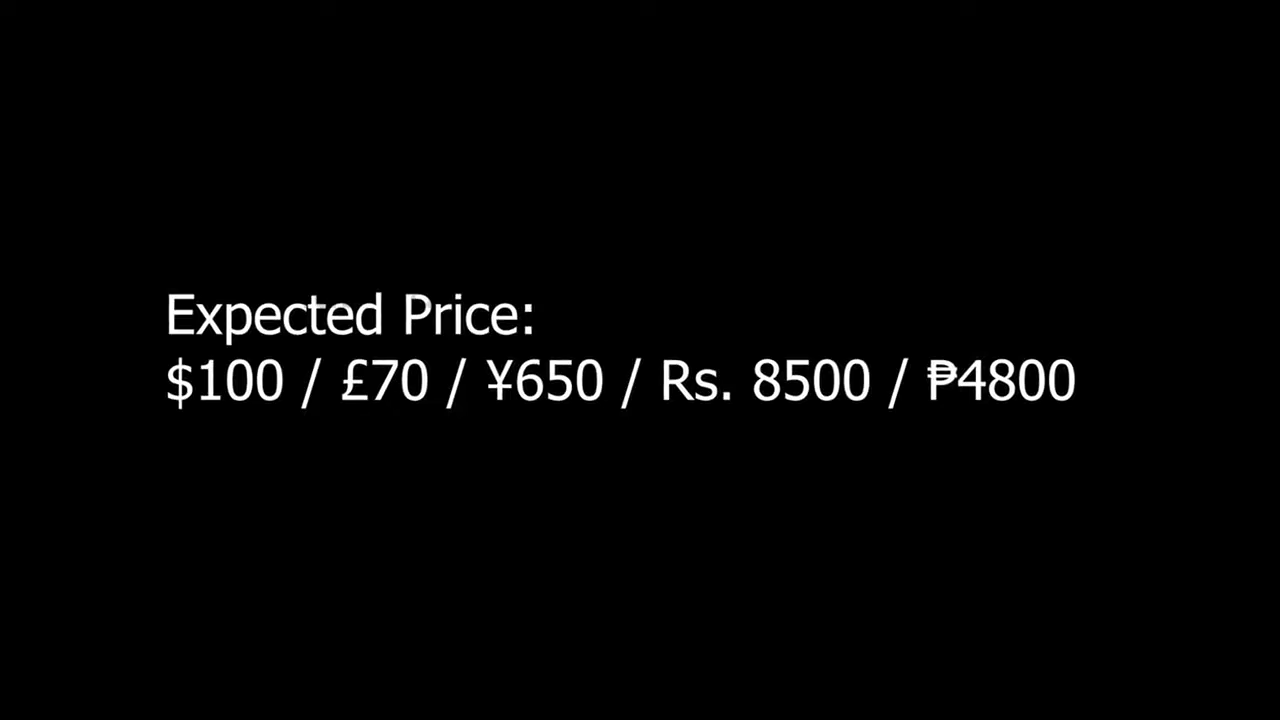 Expected Price:
$100 / £70 / ¥650 / Rs. 8500 / ₱4800